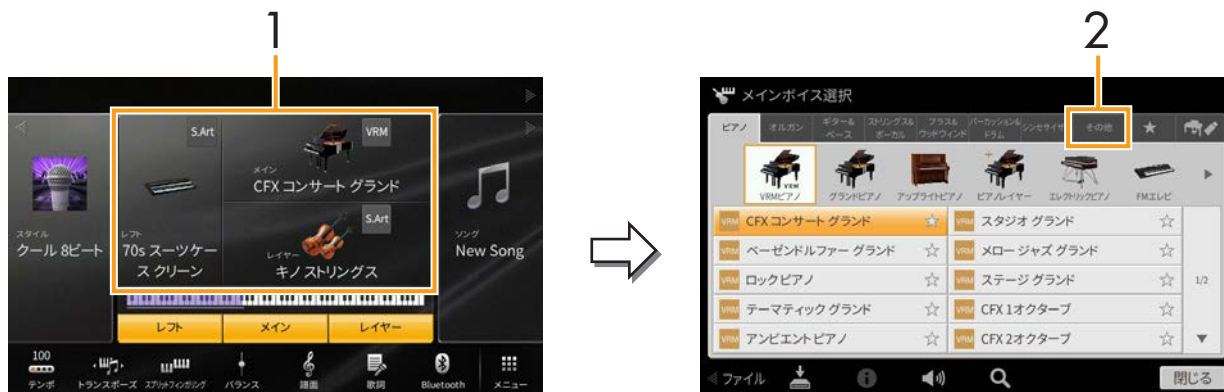 1
2
S.Art
VRM
メイン
CFX コンサート グランド
スタイル
クール 8ビート
レフト
70s スーツケー
ス クリーン
S.Art
レイヤー
キノ ストリングス
ソング
New Song
レフト
メイン
レイヤー
100
テンポ
トランスポーズ
スプリットフィンガリング
バランス
譜面
歌詞
Bluetooth
メニュー
メインボイス選択
ピアノ
オルガン
ギター&
ベース
ストリングス&
ボーカル
ブラス&
ウッドウィンド
パーカッション&
ドラム
シンセサイザー
その他
VRM
VRMピアノ
グランドピアノ
アップライトピアノ
ピアノレイヤー
エレクトリックピアノ
FMエレピ
VRM CFX コンサート グランド
VRM スタジオ グランド
VRM ベーゼンドルファー グランド
VRM メロー ジャズ グランド
VRM ロックピアノ
VRM ステージ グランド
1/2
VRM テーマティック グランド
VRM CFX 1オクターブ
VRM アンビエントピアノ
VRM CFX 2オクターブ
ファイル
閉じる